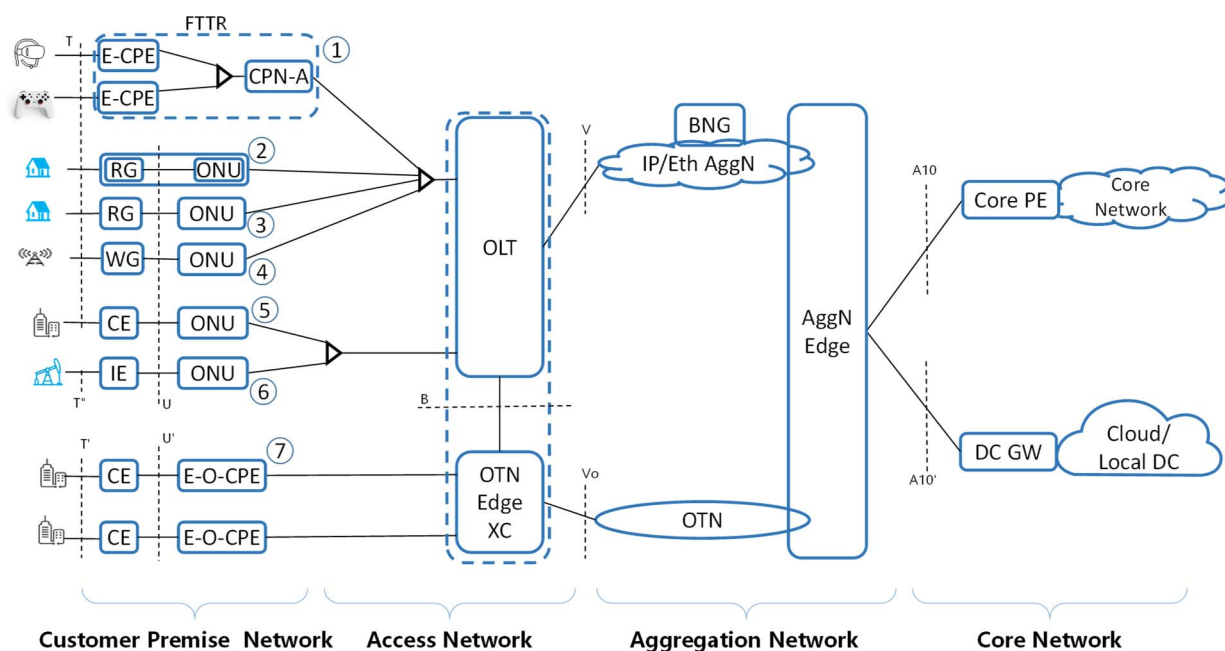 FTTR
T
E-CPE
E-CPE
CPN-A
①
RG
ONU
②
RG
ONU
③
WG
ONU
④
CE
ONU
⑤
IE
ONU
⑥
T"
U
T'
U'
CE
E-O-CPE
⑦
CE
E-O-CPE
OLT
B
OTN
Edge
XC
V
BNG
IP/Eth AggN
Vo
OTN
AggN
Edge
A10
Core PE
Core
Network
A10'
DC GW
Cloud/
Local DC
Customer Premise Network
Access Network
Aggregation Network
Core Network